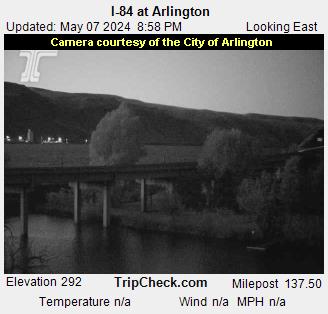 I-84 at Arlington
Updated: May 07 2024 8:58 PM Looking East
Camera courtesy of the City of Arlington
Elevation 292 TripCheck.com Milepost 137.50
Temperature n/a Wind n/a MPH n/a